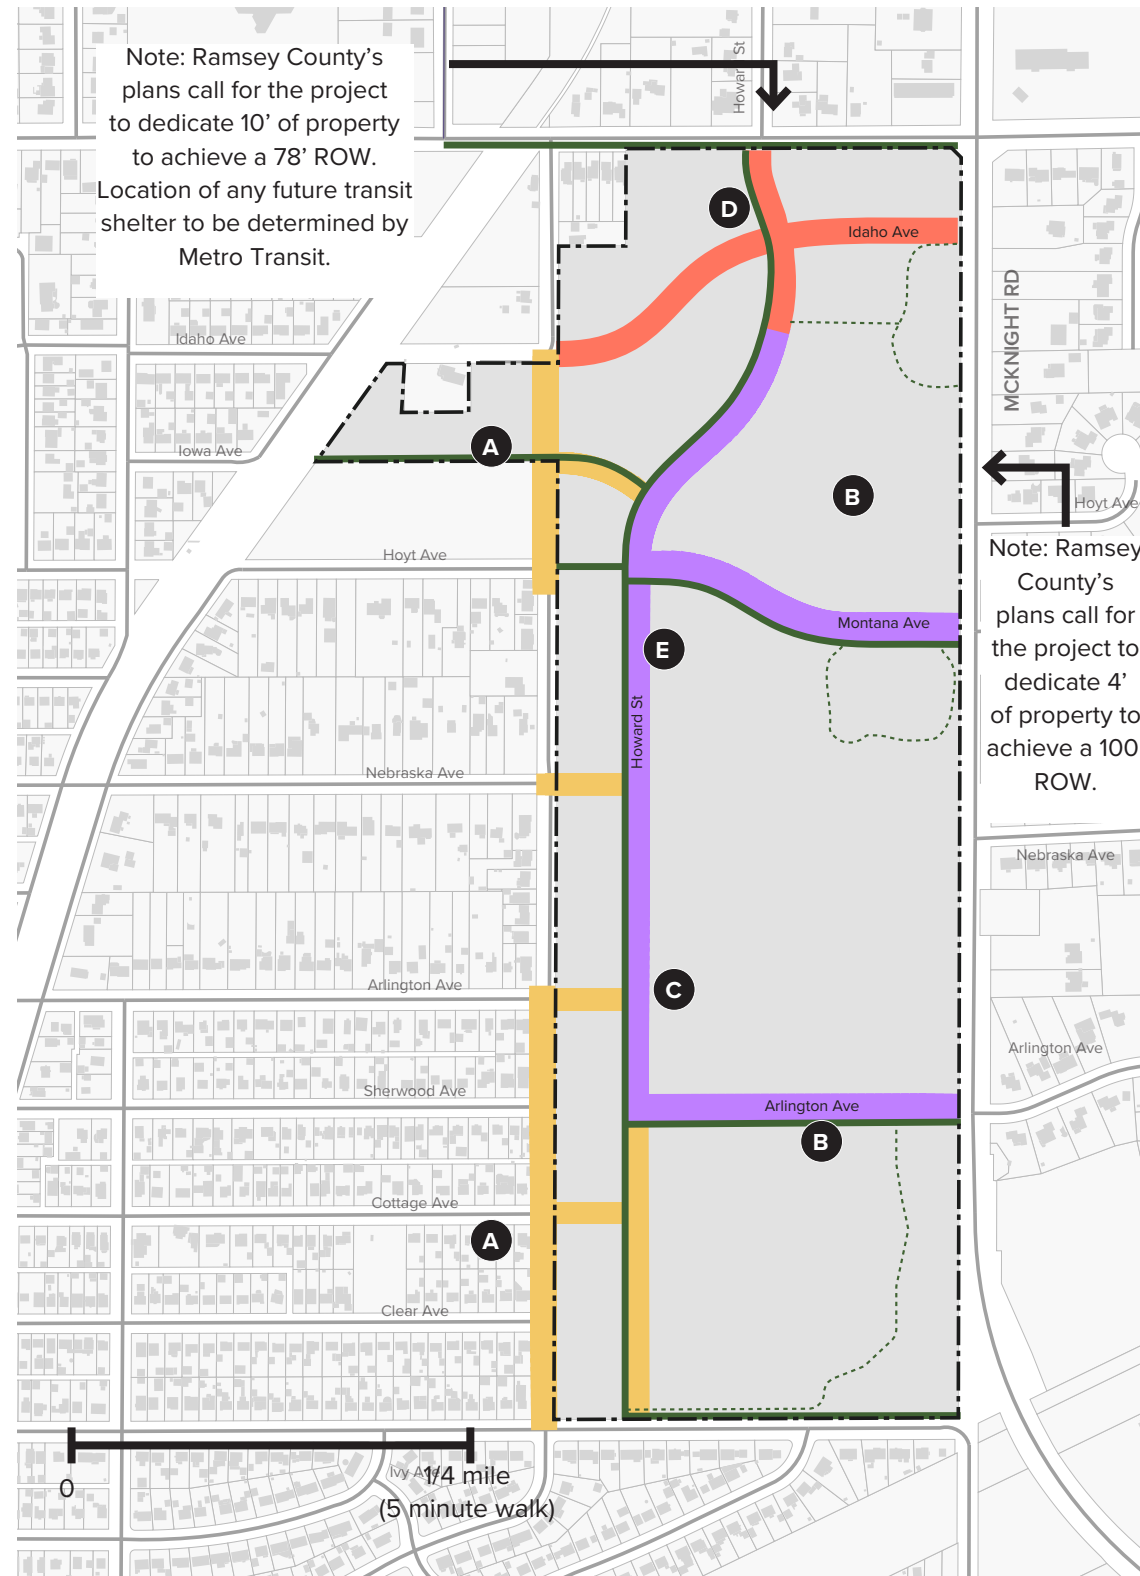 Note: Ramsey County’s
plans call for the project
to dedicate 10’ of property
to achieve a 78’ ROW.
Location of any future transit
shelter to be determined by
Metro Transit.
Howard St
D
Idaho Ave
MCKNIGHT RD
Idaho Ave
A
Iowa Ave
B
Hoyt Ave
Hoyt Ave
Note: Ramsey
County’s
plans call for
the project to
dedicate 4’
of property to
achieve a 100
ROW.
Montana Ave
E
Howard St
Nebraska Ave
Nebraska Ave
C
Arlington Ave
Arlington Ave
Sherwood Ave
Arlington Ave
B
Cottage Ave
A
Clear Ave
Ivy Ave
0
1/4 mile
(5 minute walk)